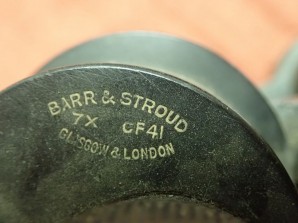 BARR & STROUD
7X CF41
GLASGOW & LONDON